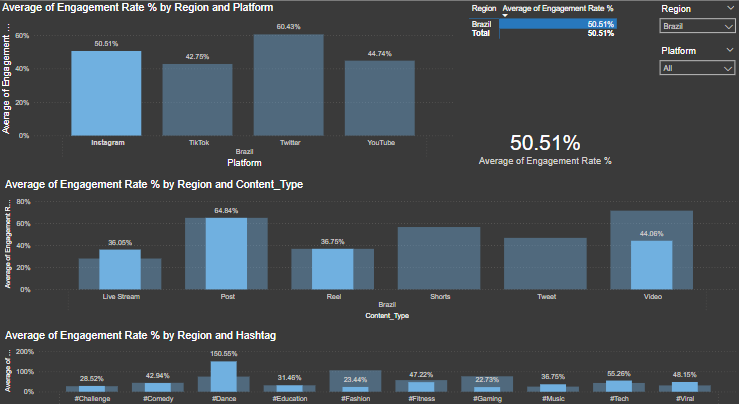 Average of Engagement Rate % by Region and Platform
Average of Engagement ...
60%
40%
20%
0%
50.51%
42.75%
60.43%
44.74%
Instagram
TikTok
Twitter
YouTube
Brazil
Platform
Region Average of Engagement Rate %
Brazil 50.51%
Total 50.51%
Region
Brazil
Platform
All
50.51%
Average of Engagement Rate %
Average of Engagement Rate % by Region and Content_Type
Average of Engagement R...
80%
60%
40%
20%
0%
36.05%
64.84%
36.75%
44.06%
Live Stream
Post
Reel
Shorts
Tweet
Video
Brazil
Content_Type
Average of Engagement Rate % by Region and Hashtag
Average of ...
200%
100%
0%
28.52%
42.94%
150.55%
31.46%
23.44%
47.22%
22.73%
36.75%
55.26%
48.15%
#Challenge
#Comedy
#Dance
#Education
#Fashion
#Fitness
#Gaming
#Music
#Tech
#Viral